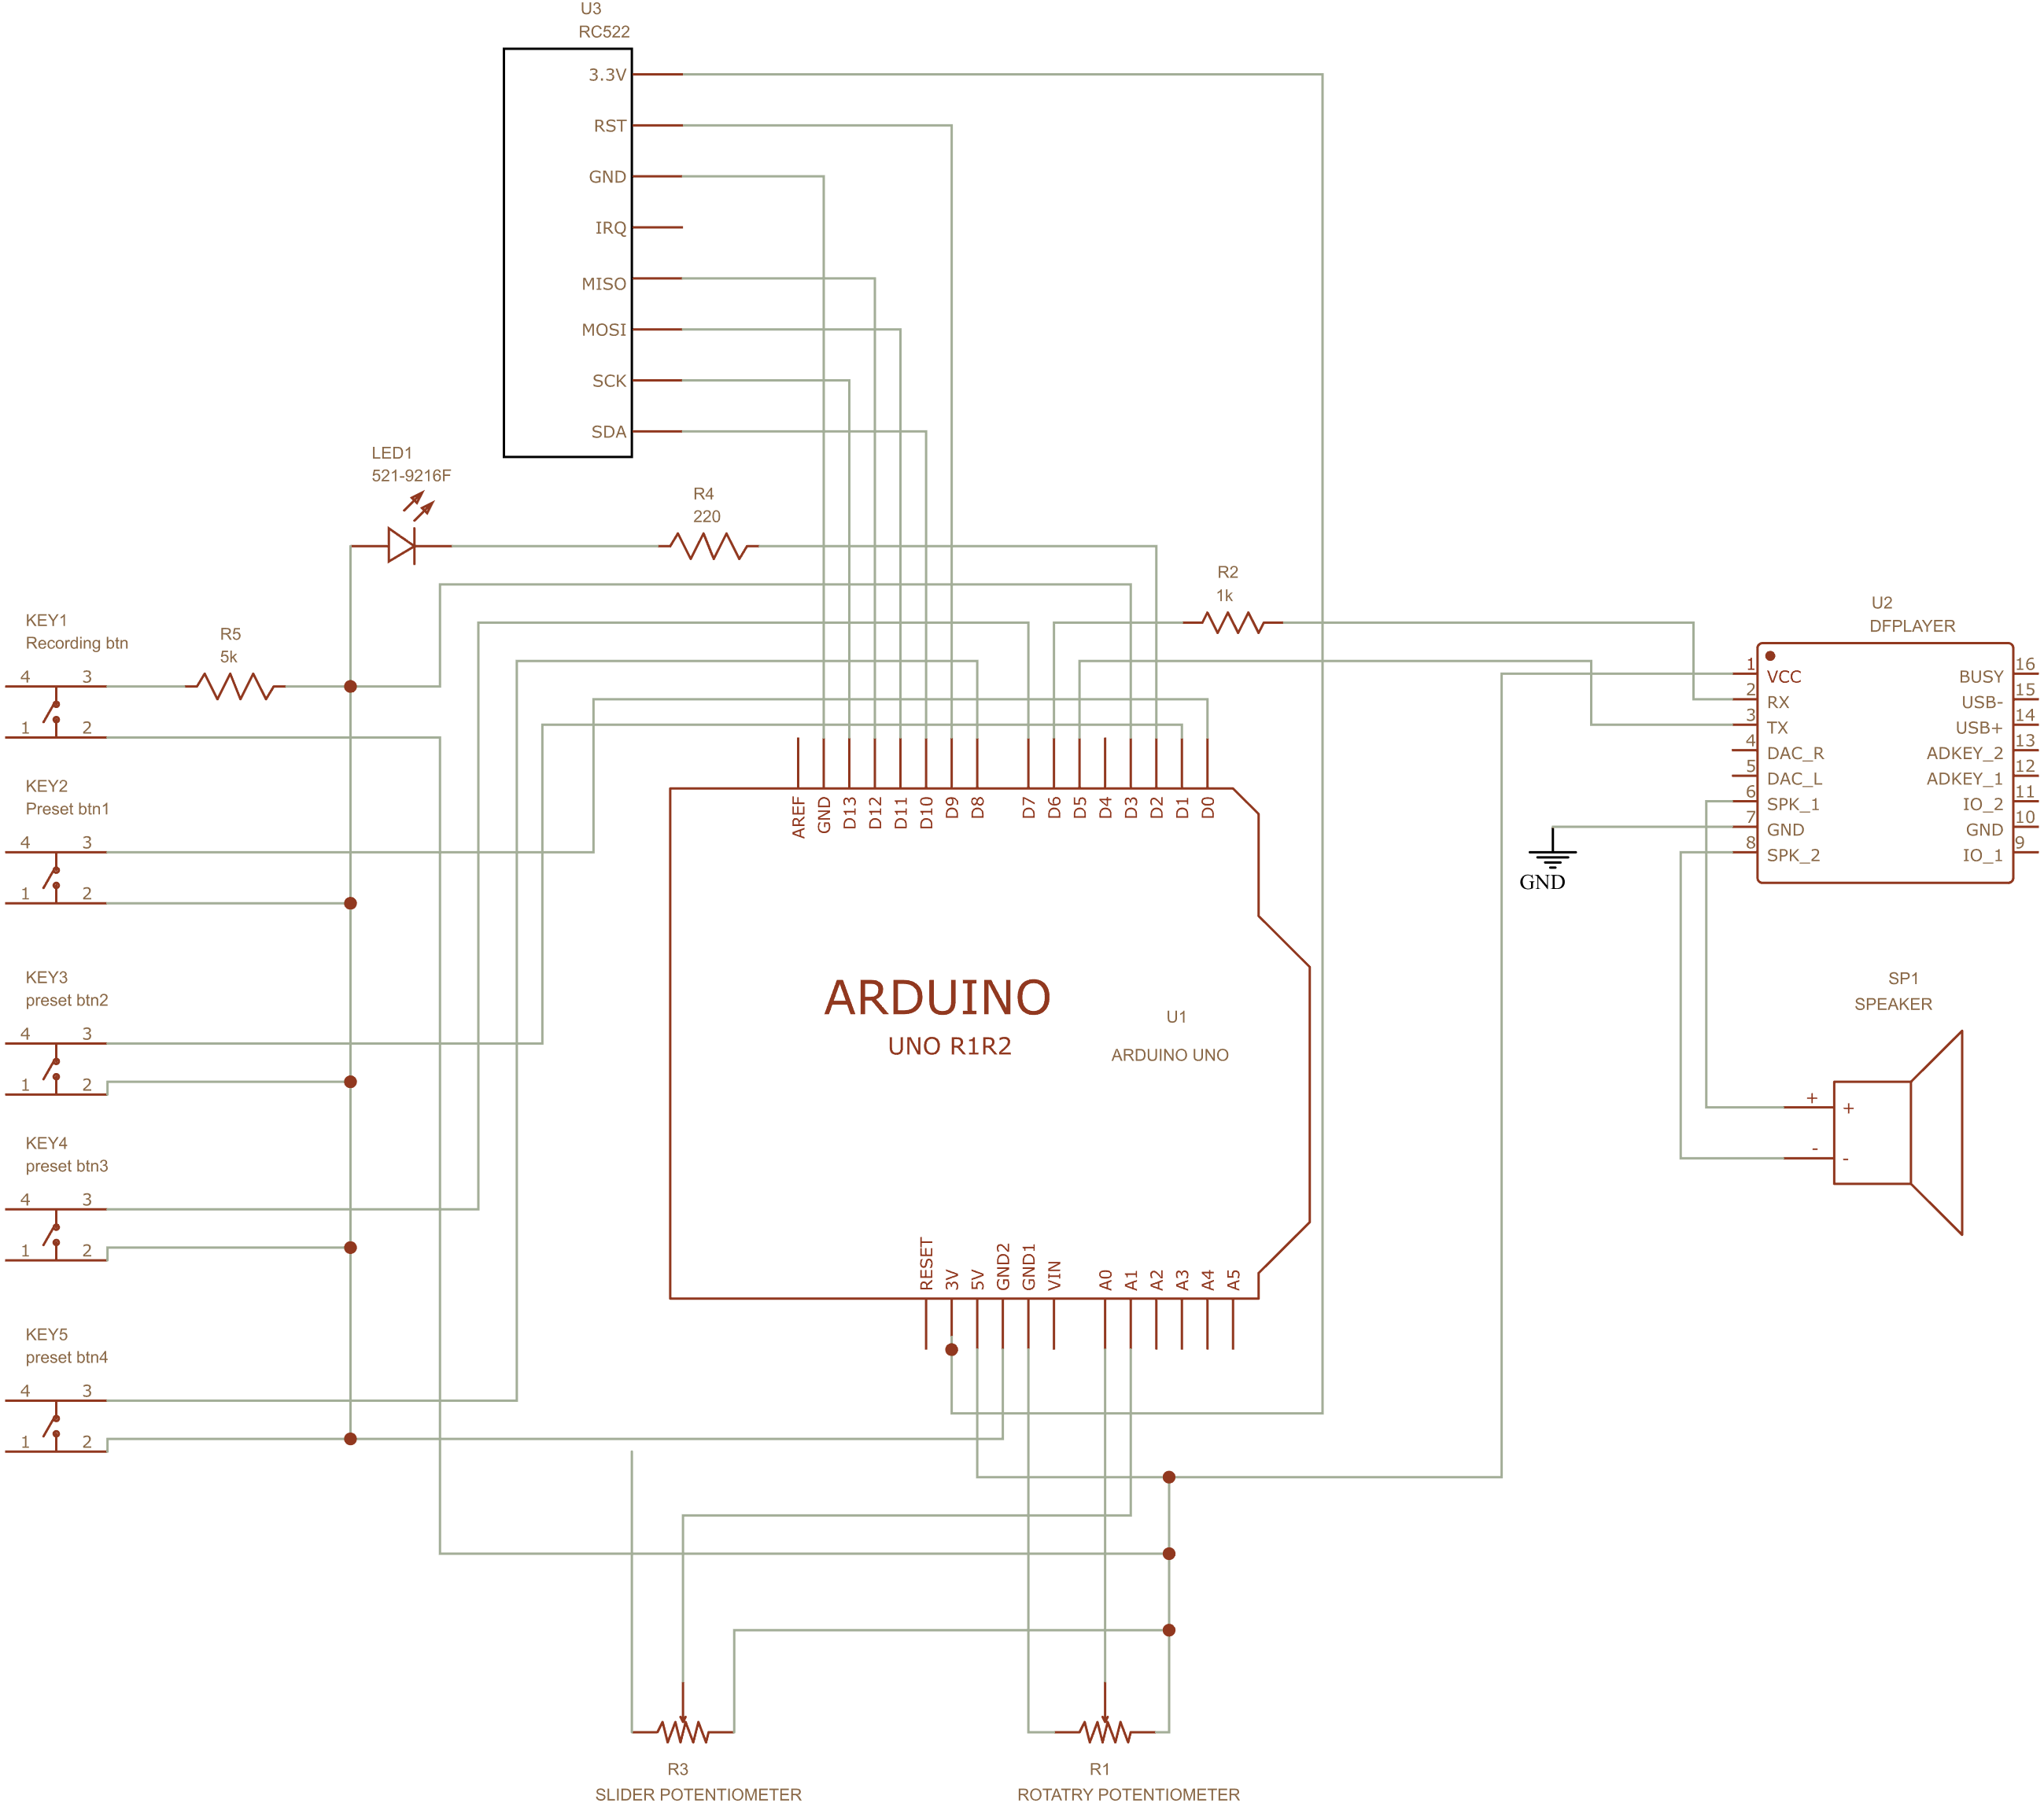 U3
RC522
3.3V
RST
GND
IRQ
MISO
MOSI
SCK
SDA
LED1
521-9216F
R4
220
R2
1k
KEY1
Recording btn
R5
5k
4 3
1 2
KEY2
Preset btn1
4 3
1 2
KEY3
preset btn2
4 3
1 2
KEY4
preset btn3
4 3
1 2
KEY5
preset btn4
4 3
1 2
AREF GND D13 D12 D11 D10 D9 D8 D7 D6 D5 D4 D3 D2 D1 D0
ARDUINO
UNO R1R2
U1
ARDUINO UNO
RESET 3V 5V GND2 GND1 VIN A0 A1 A2 A3 A4 A5
U2
DFPLAYER
1 VCC BUSY 16
2 RX USB- 15
3 TX USB+ 14
4 DAC_R ADKEY_2 13
5 DAC_L ADKEY_1 12
6 SPK_1 IO_2 11
7 GND GND 10
8 SPK_2 IO_1 9
GND
SP1
SPEAKER
+ +
- -
R3
SLIDER POTENTIOMETER
R1
ROTATRY POTENTIOMETER